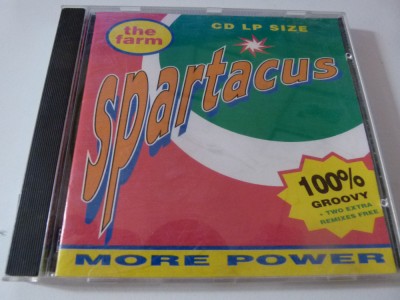 the
farm
CD LP SIZE
spartacus
100%
GROOVY
+ TWO EXTRA
REMIXES FREE
MORE POWER